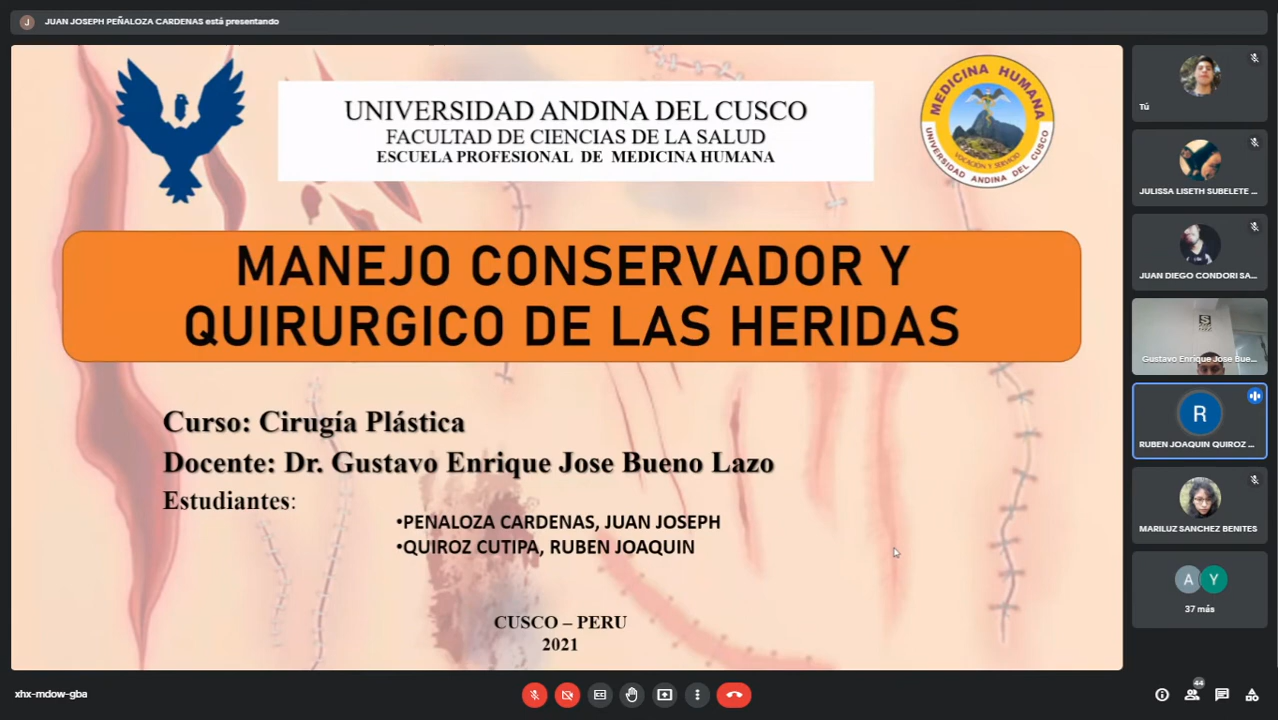 J JUAN JOSEPH PEÑALOZA CARDENAS está presentando
UNIVERSIDAD ANDINA DEL CUSCO
FACULTAD DE CIENCIAS DE LA SALUD
ESCUELA PROFESIONAL DE MEDICINA HUMANA
MEDICINA HUMANA
VOCACIÓN Y SERVICIO
UNIVERSIDAD ANDINA DEL CUSCO
MANEJO CONSERVADOR Y
QUIRURGICO DE LAS HERIDAS
Curso: Cirugía Plástica
Docente: Dr. Gustavo Enrique Jose Bueno Lazo
Estudiantes:
•PENALOZA CARDENAS, JUAN JOSEPH
•QUIROZ CUTIPA, RUBEN JOAQUIN
CUSCO – PERU
2021
Tú
JULISSA LISETH SUBELETE ...
JUAN DIEGO CONDORI SA...
S
Gustavo Enrique Jose Bue...
R
RUBEN JOAQUIN QUIROZ ...
MARILUZ SANCHEZ BENITES
A Y
37 más
xhx-mdow-gba
44